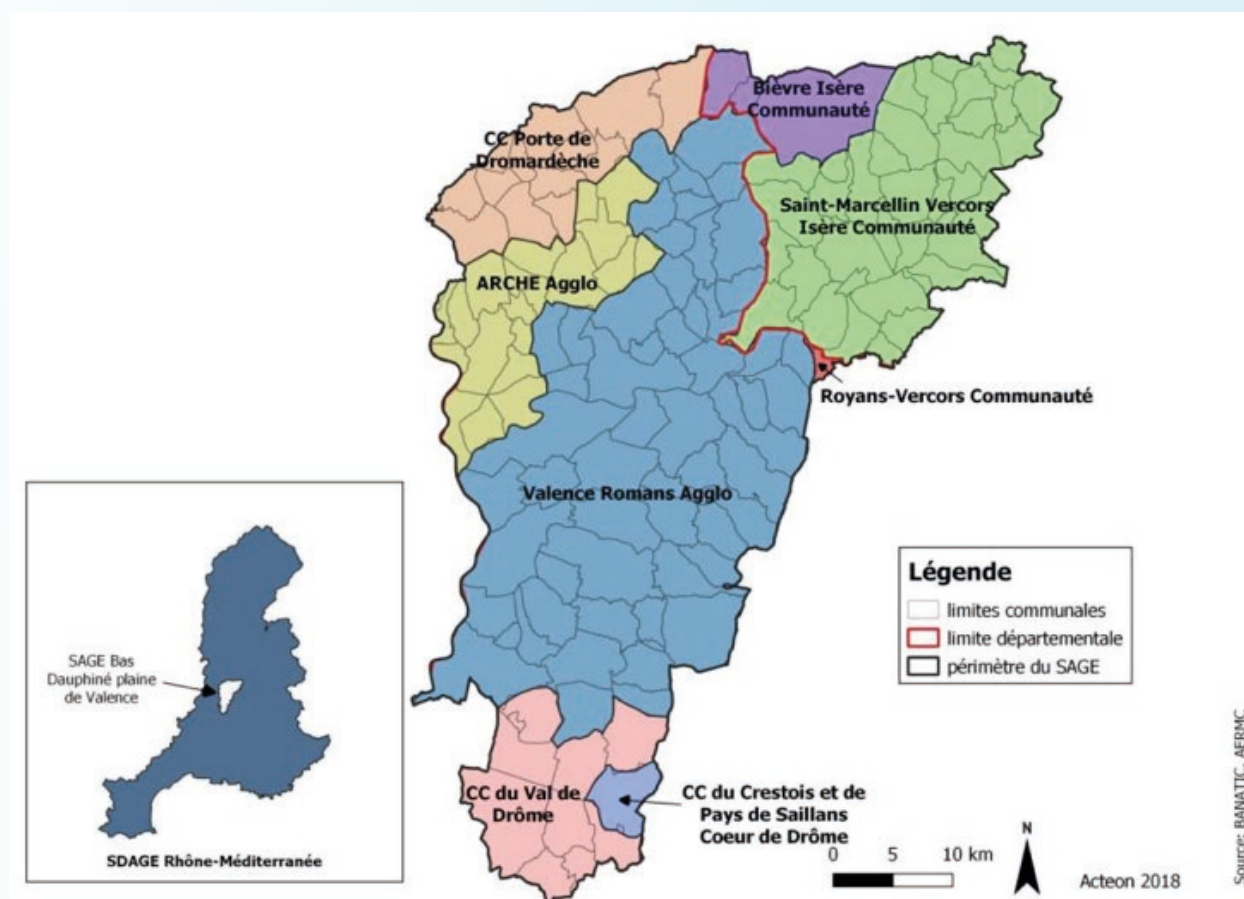 Bièvre Isère
Communauté
CC Porte de
Dromardèche
Saint-Marcellin Vercors
Isère Communauté
ARCHE Agglo
Royans-Vercors Communauté
Valence Romans Agglo
Légende
limites communales
limite départementale
périmètre du SAGE
SAGE Bas
Dauphiné plaine
de Valence
SDAGE Rhône-Méditerranée
CC du Val de
Drôme
CC du Crestois et de
Pays de Saillans
Coeur de Drôme
N
0 5 10 km
Acteon 2018
Source: BANATIC, AERMC